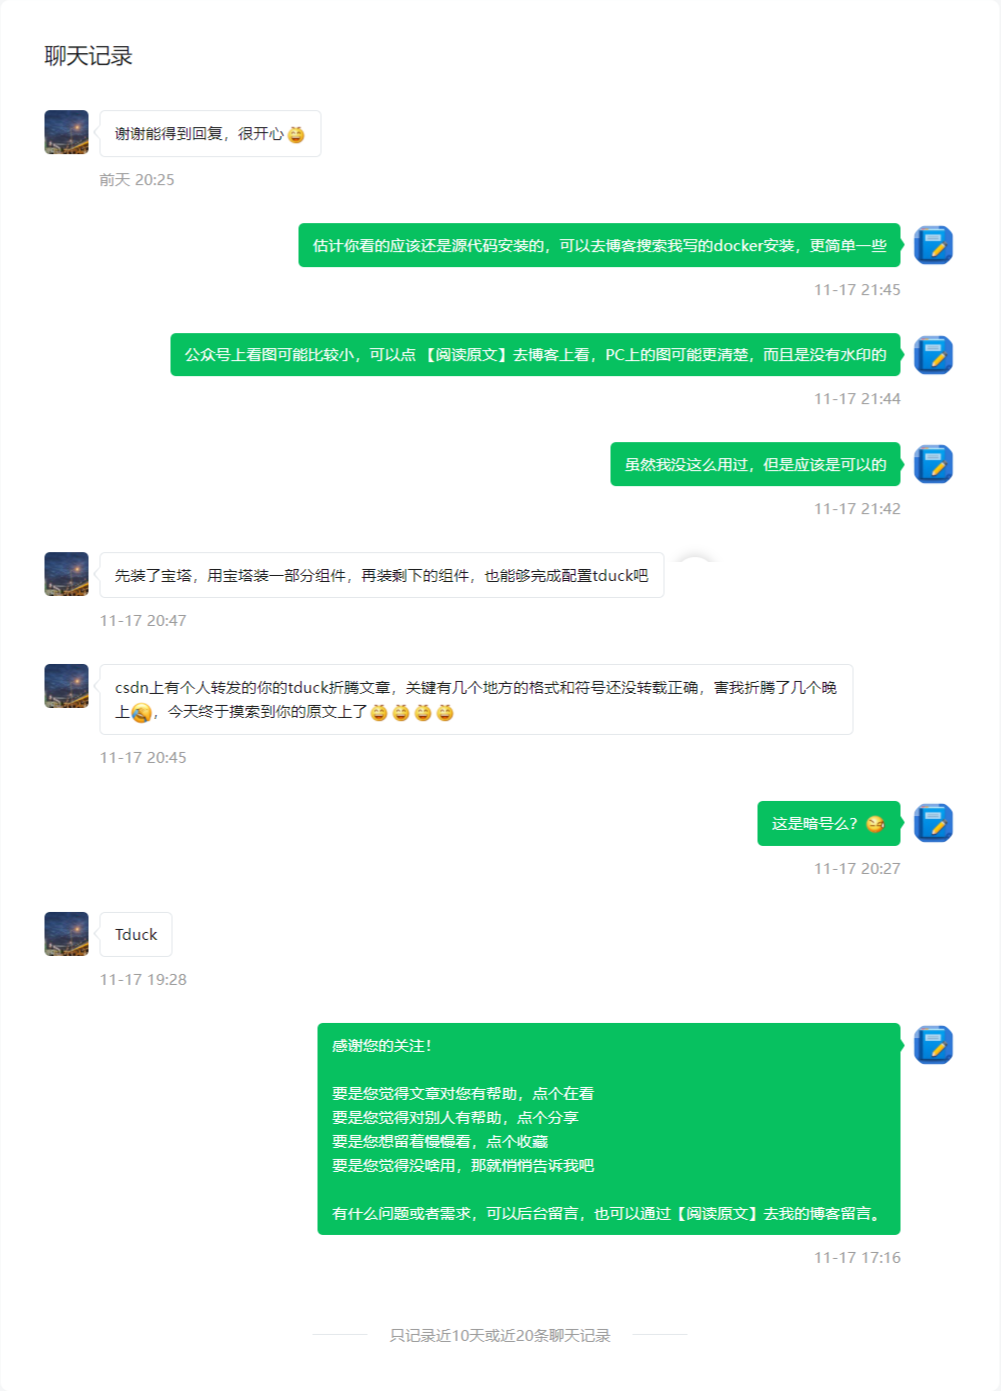 聊天记录
谢谢能得到回复，很开心😄
前天 20:25
估计你看的应该还是源代码安装的，可以去博客搜索我写的docker安装，更简单一些
11-17 21:45
公众号上看图可能比较小，可以点 【阅读原文】去博客上看，PC上的图可能更清楚，而且是没有水印的
11-17 21:44
虽然我没这么用过，但是应该是可以的
11-17 21:42
先装了宝塔，用宝塔装一部分组件，再装剩下的组件，也能够完成配置tduck吧
11-17 20:47
csdn上有个人转发的你的tduck折腾文章，关键有几个地方的格式和符号还没转载正确，害我折腾了几个晚
上🤦，今天终于摸索到你的原文上了😄😄😄😄
11-17 20:45
这是暗号么？😆
11-17 20:27
Tduck
11-17 19:28
感谢您的关注！
要是您觉得文章对您有帮助，点个在看
要是您觉得对别人有帮助，点个分享
要是您想留着慢慢看，点个收藏
要是您觉得没啥用，那就悄悄告诉我吧
有什么问题或者需求，可以后台留言，也可以通过【阅读原文】去我的博客留言。
11-17 17:16
只记录近10天或近20条聊天记录